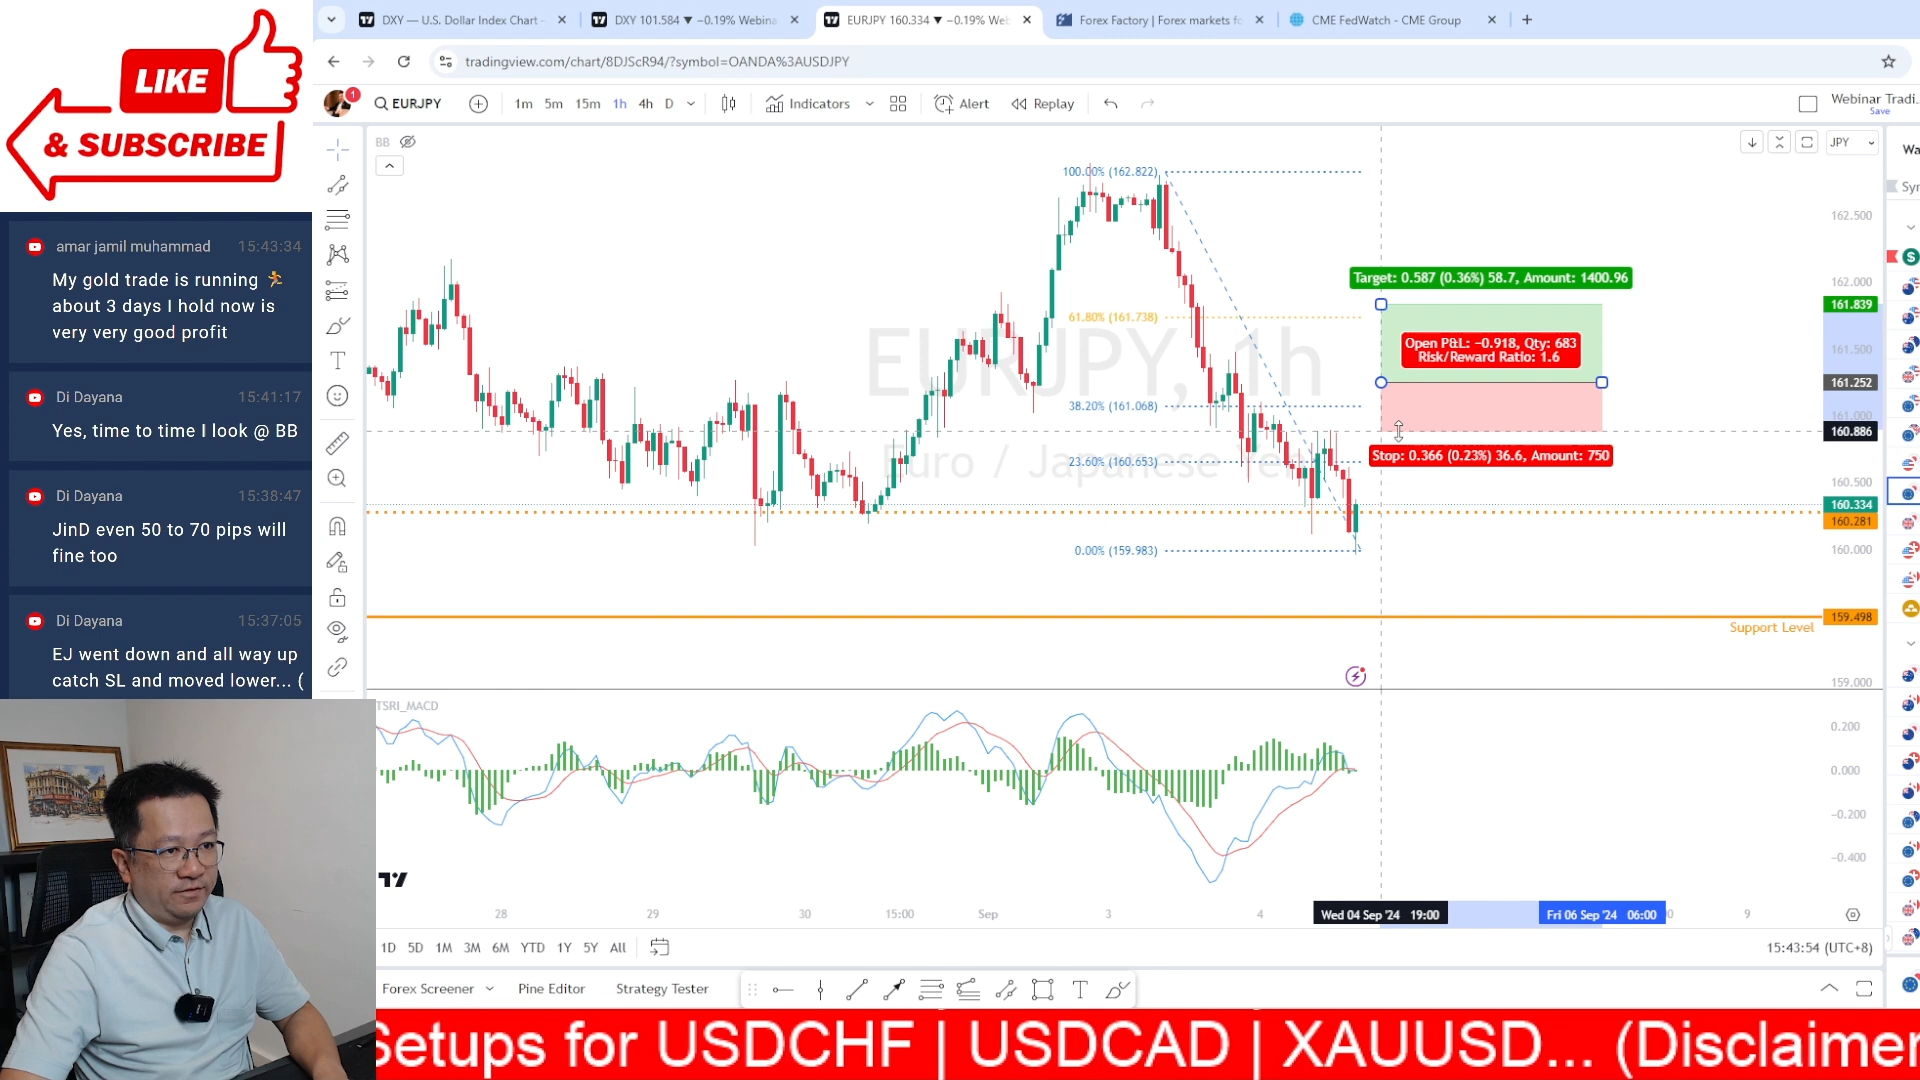 LIKE
& SUBSCRIBE
amar jamil muhammad 15:43:34
My gold trade is running 🏃
about 3 days I hold now is
very very good profit
Di Dayana 15:41:17
Yes, time to time I look @ BB
Di Dayana 15:38:47
JinD even 50 to 70 pips will
fine too
Di Dayana 15:37:05
EJ went down and all way up
catch SL and moved lower... (
DXY — U.S. Dollar Index Chart
DXY 101.584 ▼ −0.19% Webina
EURJPY 160.334 ▼ −0.19% We
Forex Factory | Forex markets fo
CME FedWatch - CME Group
tradingview.com/chart/8DJScR94/?symbol=OANDA%3AUSDJPY
1
EURJPY
1m 5m 15m 1h 4h D
Indicators
Alert
Replay
Webinar Tradi...
Save
BB
JPY
Wa
Syn
100.00% (162.822)
61.80% (161.738)
38.20% (161.068)
23.60% (160.653)
0.00% (159.983)
EURJPY, 1h
Euro / Japanese Yen
Target: 0.587 (0.36%) 58.7, Amount: 1400.96
Open P&L: −0.918, Qty: 683
Risk/Reward Ratio: 1.6
Stop: 0.366 (0.23%) 36.6, Amount: 750
162.500
162.000
161.839
161.500
161.252
161.000
160.886
160.500
160.334
160.281
160.000
159.498
159.000
Support Level
TSRI_MACD
0.200
0.000
−0.200
−0.400
28 29 30 15:00 Sep 3 4
Wed 04 Sep '24 19:00
Fri 06 Sep '24 06:00
9
1D 5D 1M 3M 6M YTD 1Y 5Y All
15:43:54 (UTC+8)
Forex Screener
Pine Editor
Strategy Tester
Setups for USDCHF | USDCAD | XAUUSD... (Disclaimer